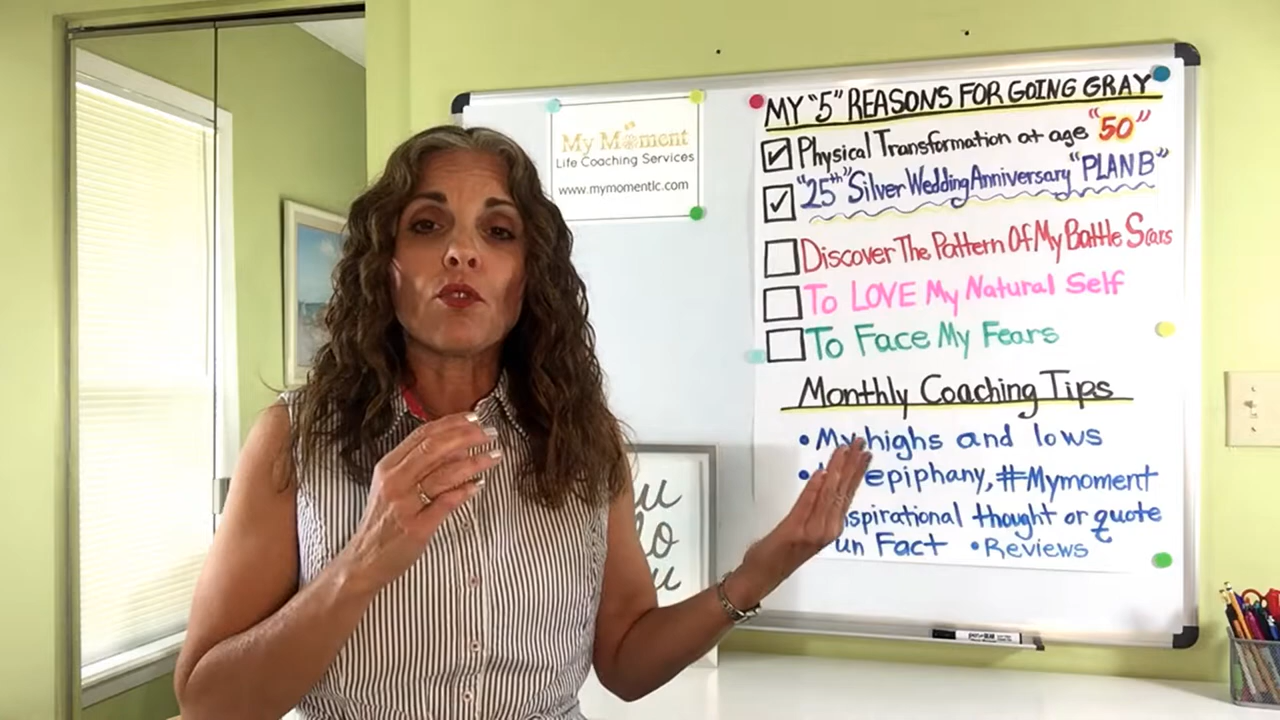 My Moment
Life Coaching Services
www.mymomentlc.com
MY "5" REASONS FOR GOING GRAY
Physical Transformation at age "50"
"25th" Silver Wedding Anniversary "PLAN B"
Discover The Pattern Of My Battle Scars
To LOVE My Natural Self
To Face My Fears
Monthly Coaching Tips
• My highs and lows
• epiphany, #Mymoment
nspirational thought or quote
un Fact • Reviews